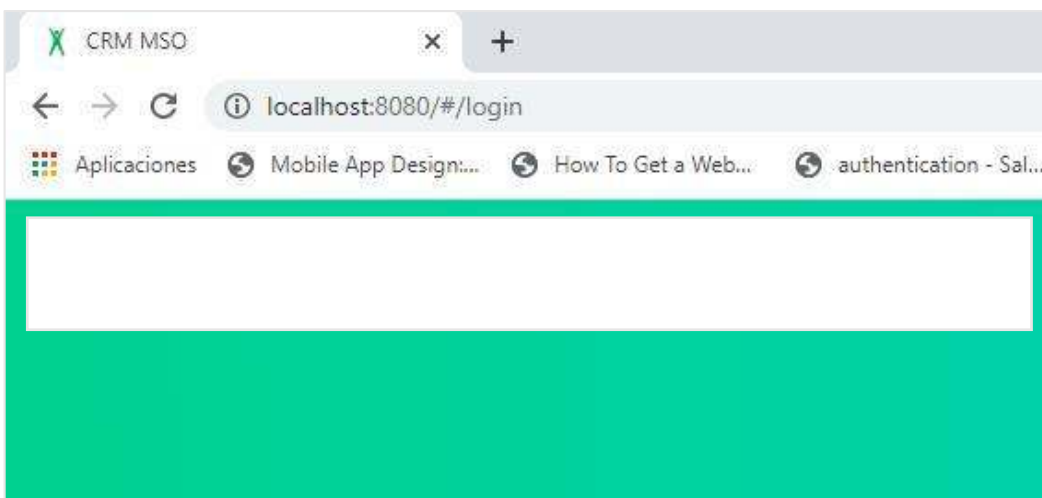 CRM MSO
localhost:8080/#/login
Aplicaciones Mobile App Design:... How To Get a Web... authentication - Sal...